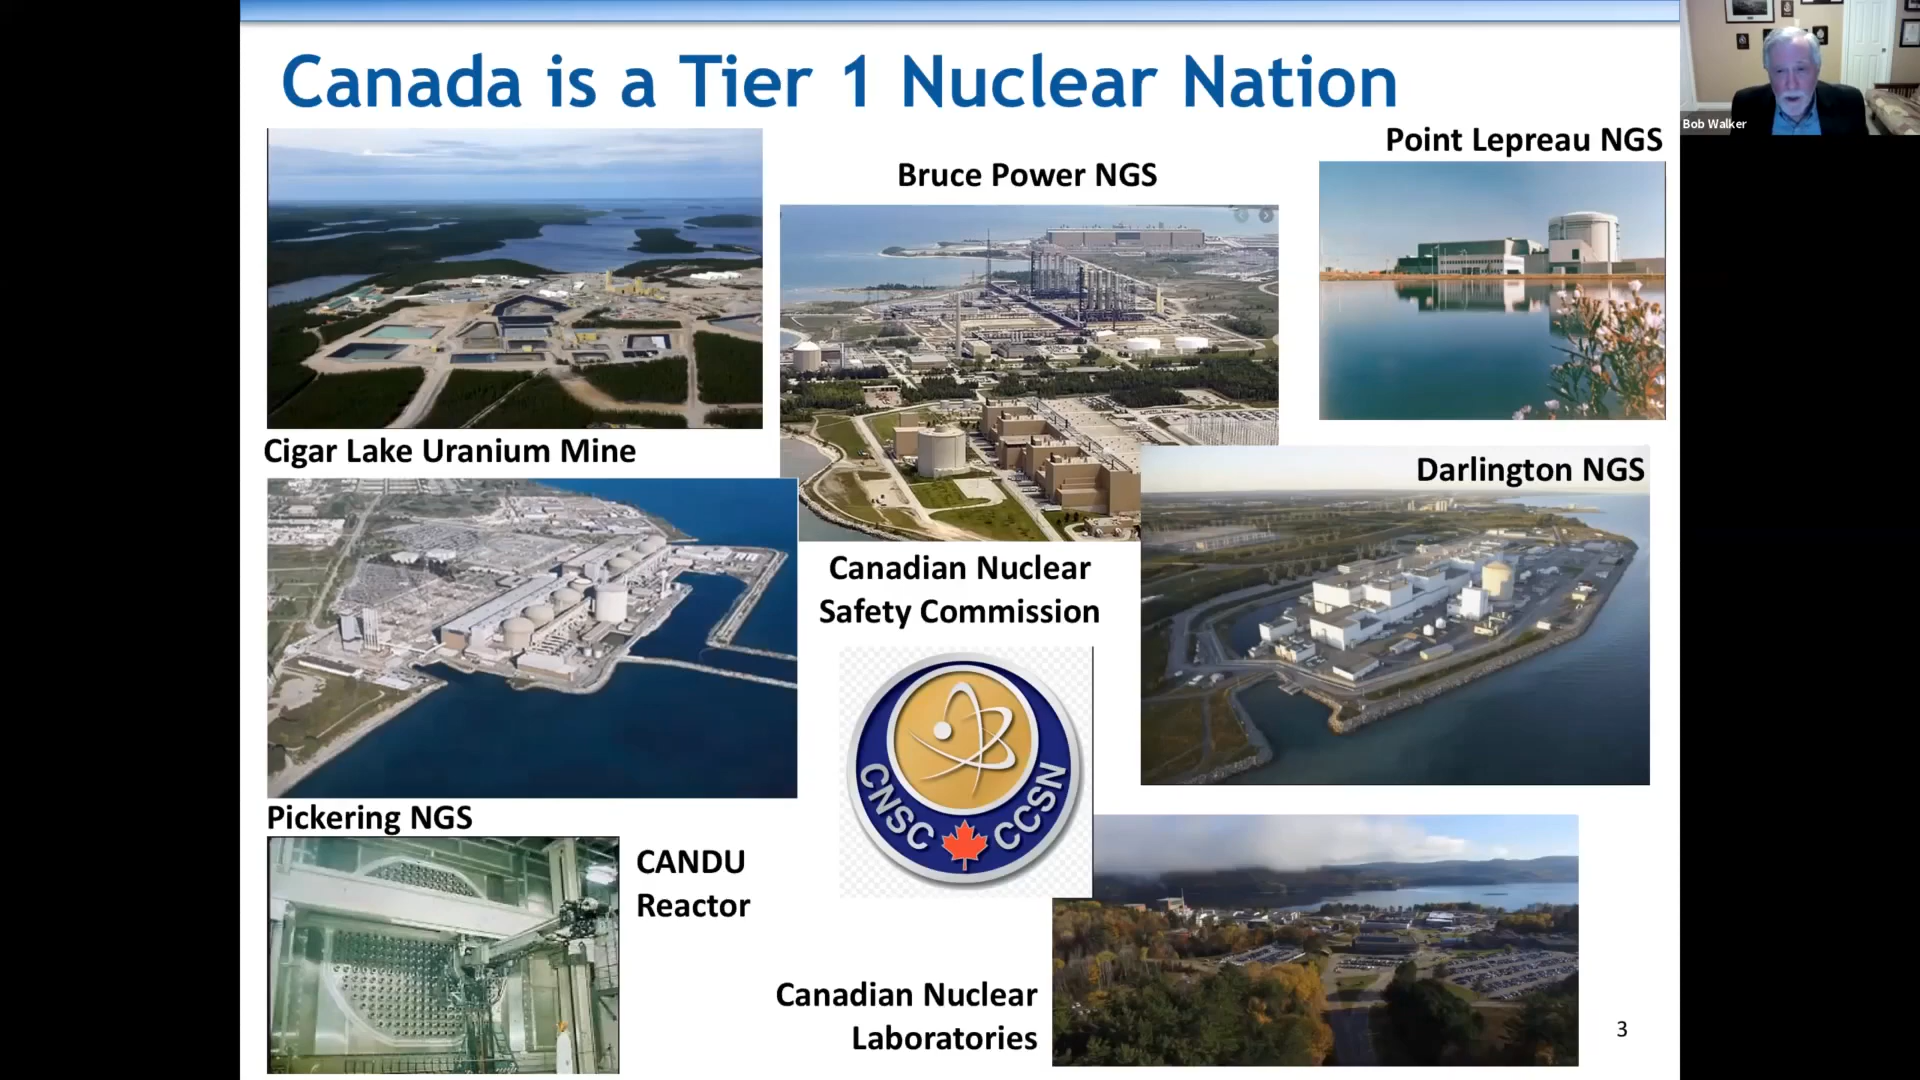 Canada is a Tier 1 Nuclear Nation
Bob Walker
Point Lepreau NGS
Bruce Power NGS
Cigar Lake Uranium Mine
Darlington NGS
Canadian Nuclear
Safety Commission
CNSC CCSN
Pickering NGS
CANDU
Reactor
Canadian Nuclear
Laboratories
3